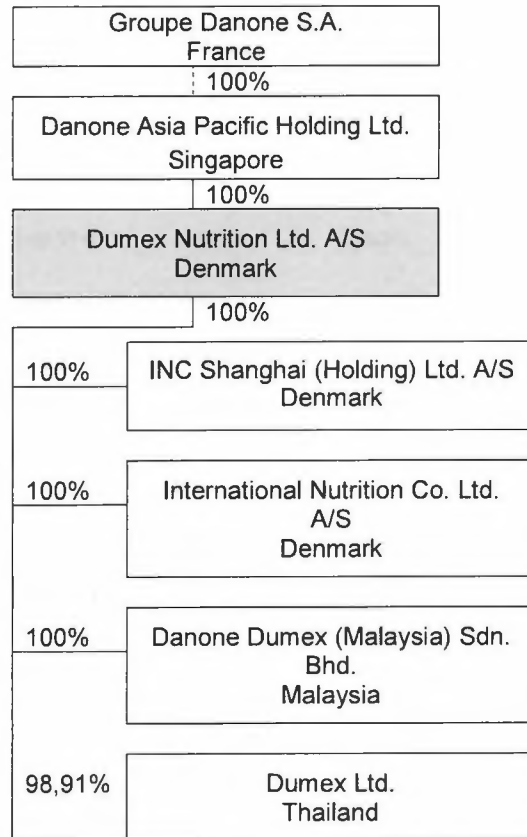 Groupe Danone S.A.
France
100%
Danone Asia Pacific Holding Ltd.
Singapore
100%
Dumex Nutrition Ltd. A/S
Denmark
100%
100%
INC Shanghai (Holding) Ltd. A/S
Denmark
100%
International Nutrition Co. Ltd.
A/S
Denmark
100%
Danone Dumex (Malaysia) Sdn.
Bhd.
Malaysia
98,91%
Dumex Ltd.
Thailand